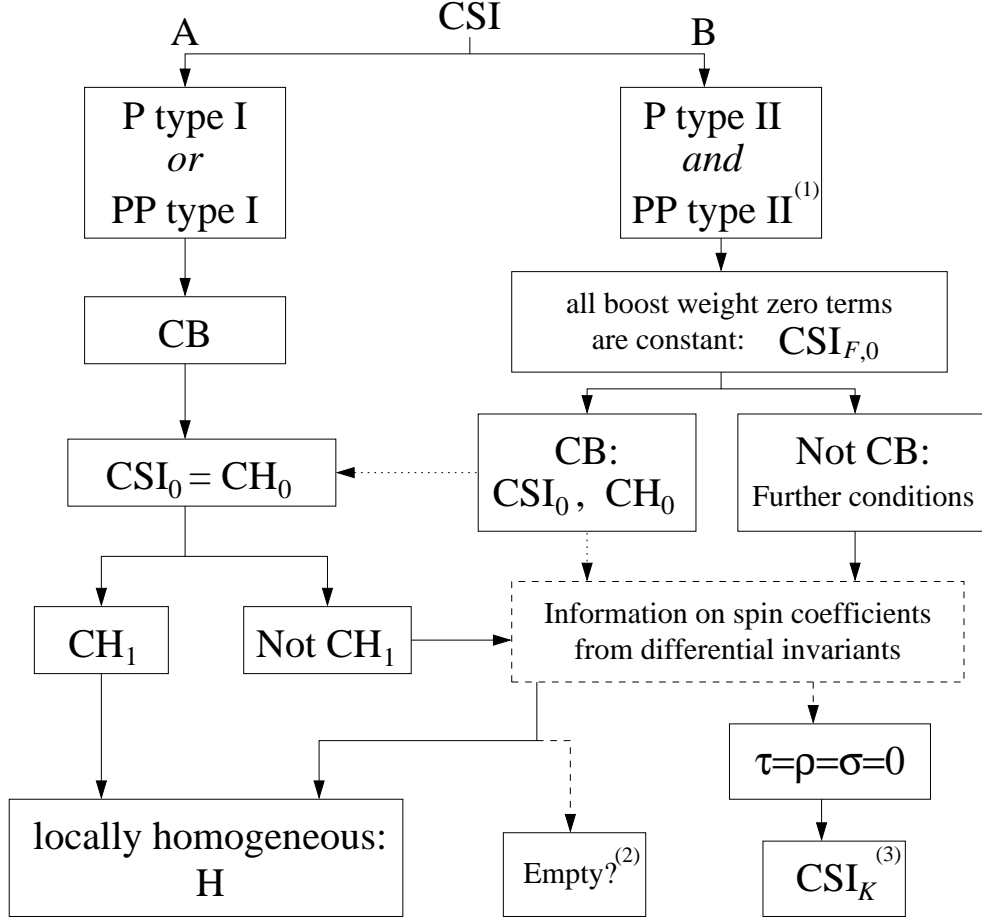 CSI
A
B
P type I
or
PP type I
P type II
and
PP type II(1)
CB
all boost weight zero terms
are constant: CSI_{F,0}
CSI₀ = CH₀
CB:
CSI₀ , CH₀
Not CB:
Further conditions
CH₁
Not CH₁
Information on spin coefficients
from differential invariants
τ=ρ=σ=0
locally homogeneous:
H
Empty?(2)
CSI_K(3)